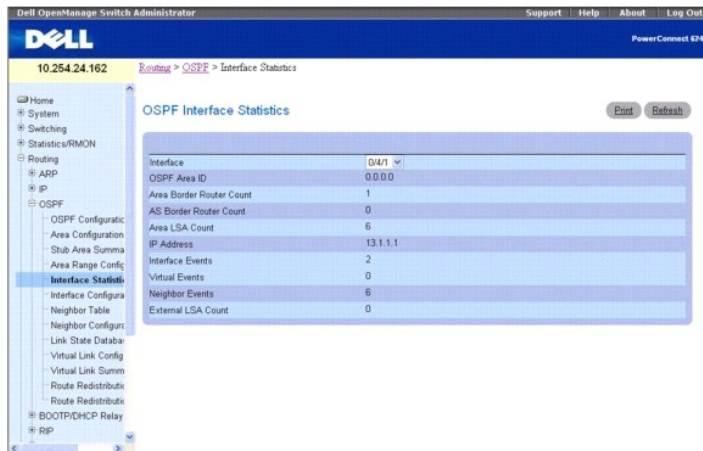 Dell OpenManage Switch Administrator Support Help About Log Out
DELL
PowerConnect 624
10.254.24.162
Routing > OSPF > Interface Statistics
Home
System
Switching
Statistics/RMON
Routing
ARP
IP
OSPF
OSPF Configuratic
Area Configuration
Stub Area Summa
Area Range Config
Interface Statistic
Interface Configura
Neighbor Table
Neighbor Configura
Link State Databas
Virtual Link Config
Virtual Link Summ
Route Redistributic
Route Redistributic
BOOTP/DHCP Relay
RIP
OSPF Interface Statistics
Print Refresh
Interface 0/4/1
OSPF Area ID 0.0.0.0
Area Border Router Count 1
AS Border Router Count 0
Area LSA Count 6
IP Address 13.1.1.1
Interface Events 2
Virtual Events 0
Neighbor Events 6
External LSA Count 0